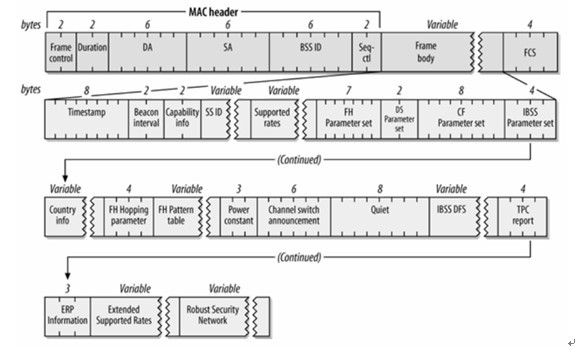 MAC header
bytes 2 2 6 6 6 2 Variable 4
Frame control Duration DA SA BSS ID Seq-ctl Frame body FCS
bytes 8 2 2 Variable Variable 7 2 8 4
Timestamp Beacon interval Capability info SS ID Supported rates FH Parameter set DS Parameter set CF Parameter set IBSS Parameter set
(Continued)
Variable 4 Variable 3 6 8 Variable 4
Country info FH Hopping parameter FH Pattern table Power constant Channel switch announcement Quiet IBSS DFS TPC report
(Continued)
3 Variable Variable
ERP Information Extended Supported Rates Robust Security Network